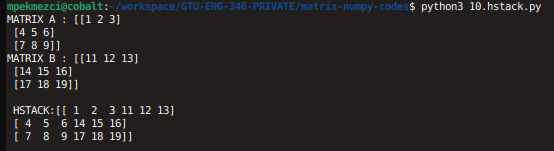 mpekmezci@cobalt:~/workspace/GTU-ENG-346-PRIVATE/matrix-numpy-codes$ python3 10.hstack.py
MATRIX A : [[1 2 3]
 [4 5 6]
 [7 8 9]]
MATRIX B : [[11 12 13]
 [14 15 16]
 [17 18 19]]
 HSTACK:[[ 1  2  3 11 12 13]
 [ 4  5  6 14 15 16]
 [ 7  8  9 17 18 19]]